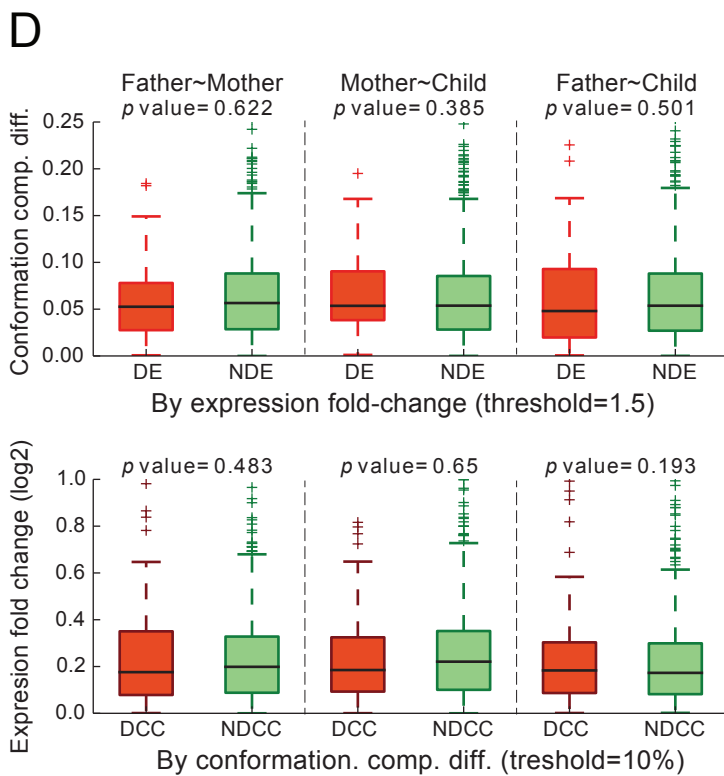 D
Father~Mother Mother~Child Father~Child
p value= 0.622 p value= 0.385 p value= 0.501
Conformation comp. diff.
0.25
0.20
0.15
0.10
0.05
0.00
DE NDE DE NDE DE NDE
By expression fold-change (threshold=1.5)
p value= 0.483 p value= 0.65 p value= 0.193
Expresion fold change (log2)
1.0
0.8
0.6
0.4
0.2
0.0
DCC NDCC DCC NDCC DCC NDCC
By conformation. comp. diff. (treshold=10%)